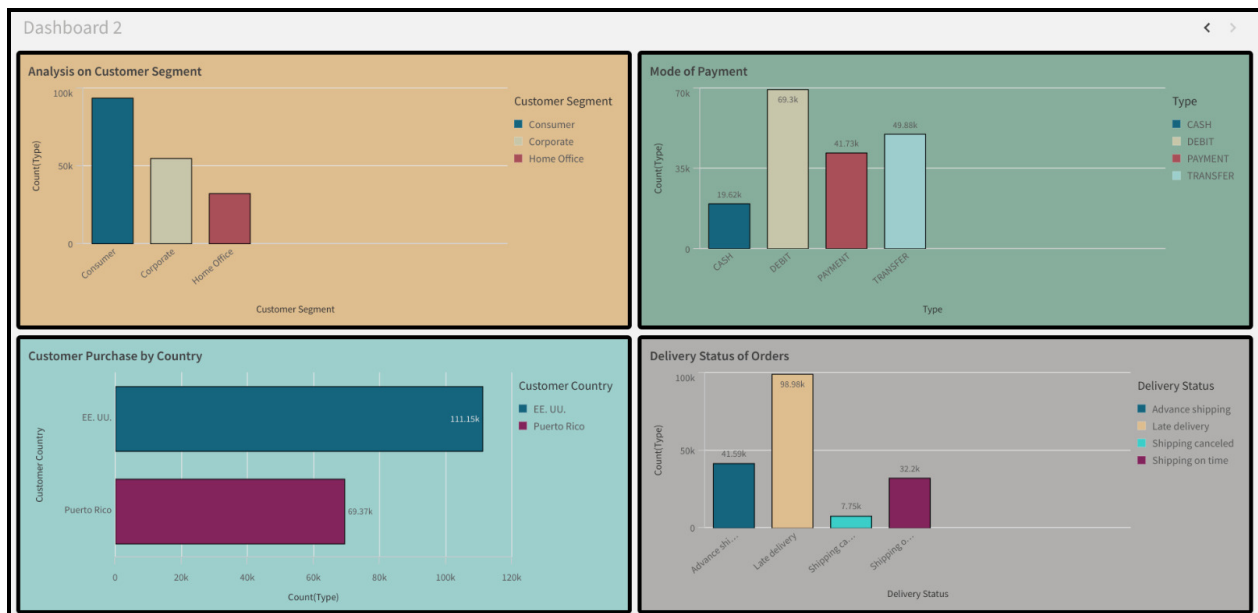 Dashboard 2
Analysis on Customer Segment
100k
50k
0
Count(Type)
Consumer
Corporate
Home Office
Customer Segment
Customer Segment
Consumer
Corporate
Home Office
Mode of Payment
70k
35k
0
Count(Type)
19.62k
69.3k
41.73k
49.88k
CASH
DEBIT
PAYMENT
TRANSFER
Type
Type
CASH
DEBIT
PAYMENT
TRANSFER
Customer Purchase by Country
Customer Country
EE. UU.
111.15k
Puerto Rico
69.37k
0
20k
40k
60k
80k
100k
120k
Count(Type)
Customer Country
EE. UU.
Puerto Rico
Delivery Status of Orders
100k
50k
0
Count(Type)
41.59k
98.98k
7.75k
32.2k
Advance shi...
Late delivery
Shipping ca...
Shipping o...
Delivery Status
Delivery Status
Advance shipping
Late delivery
Shipping canceled
Shipping on time